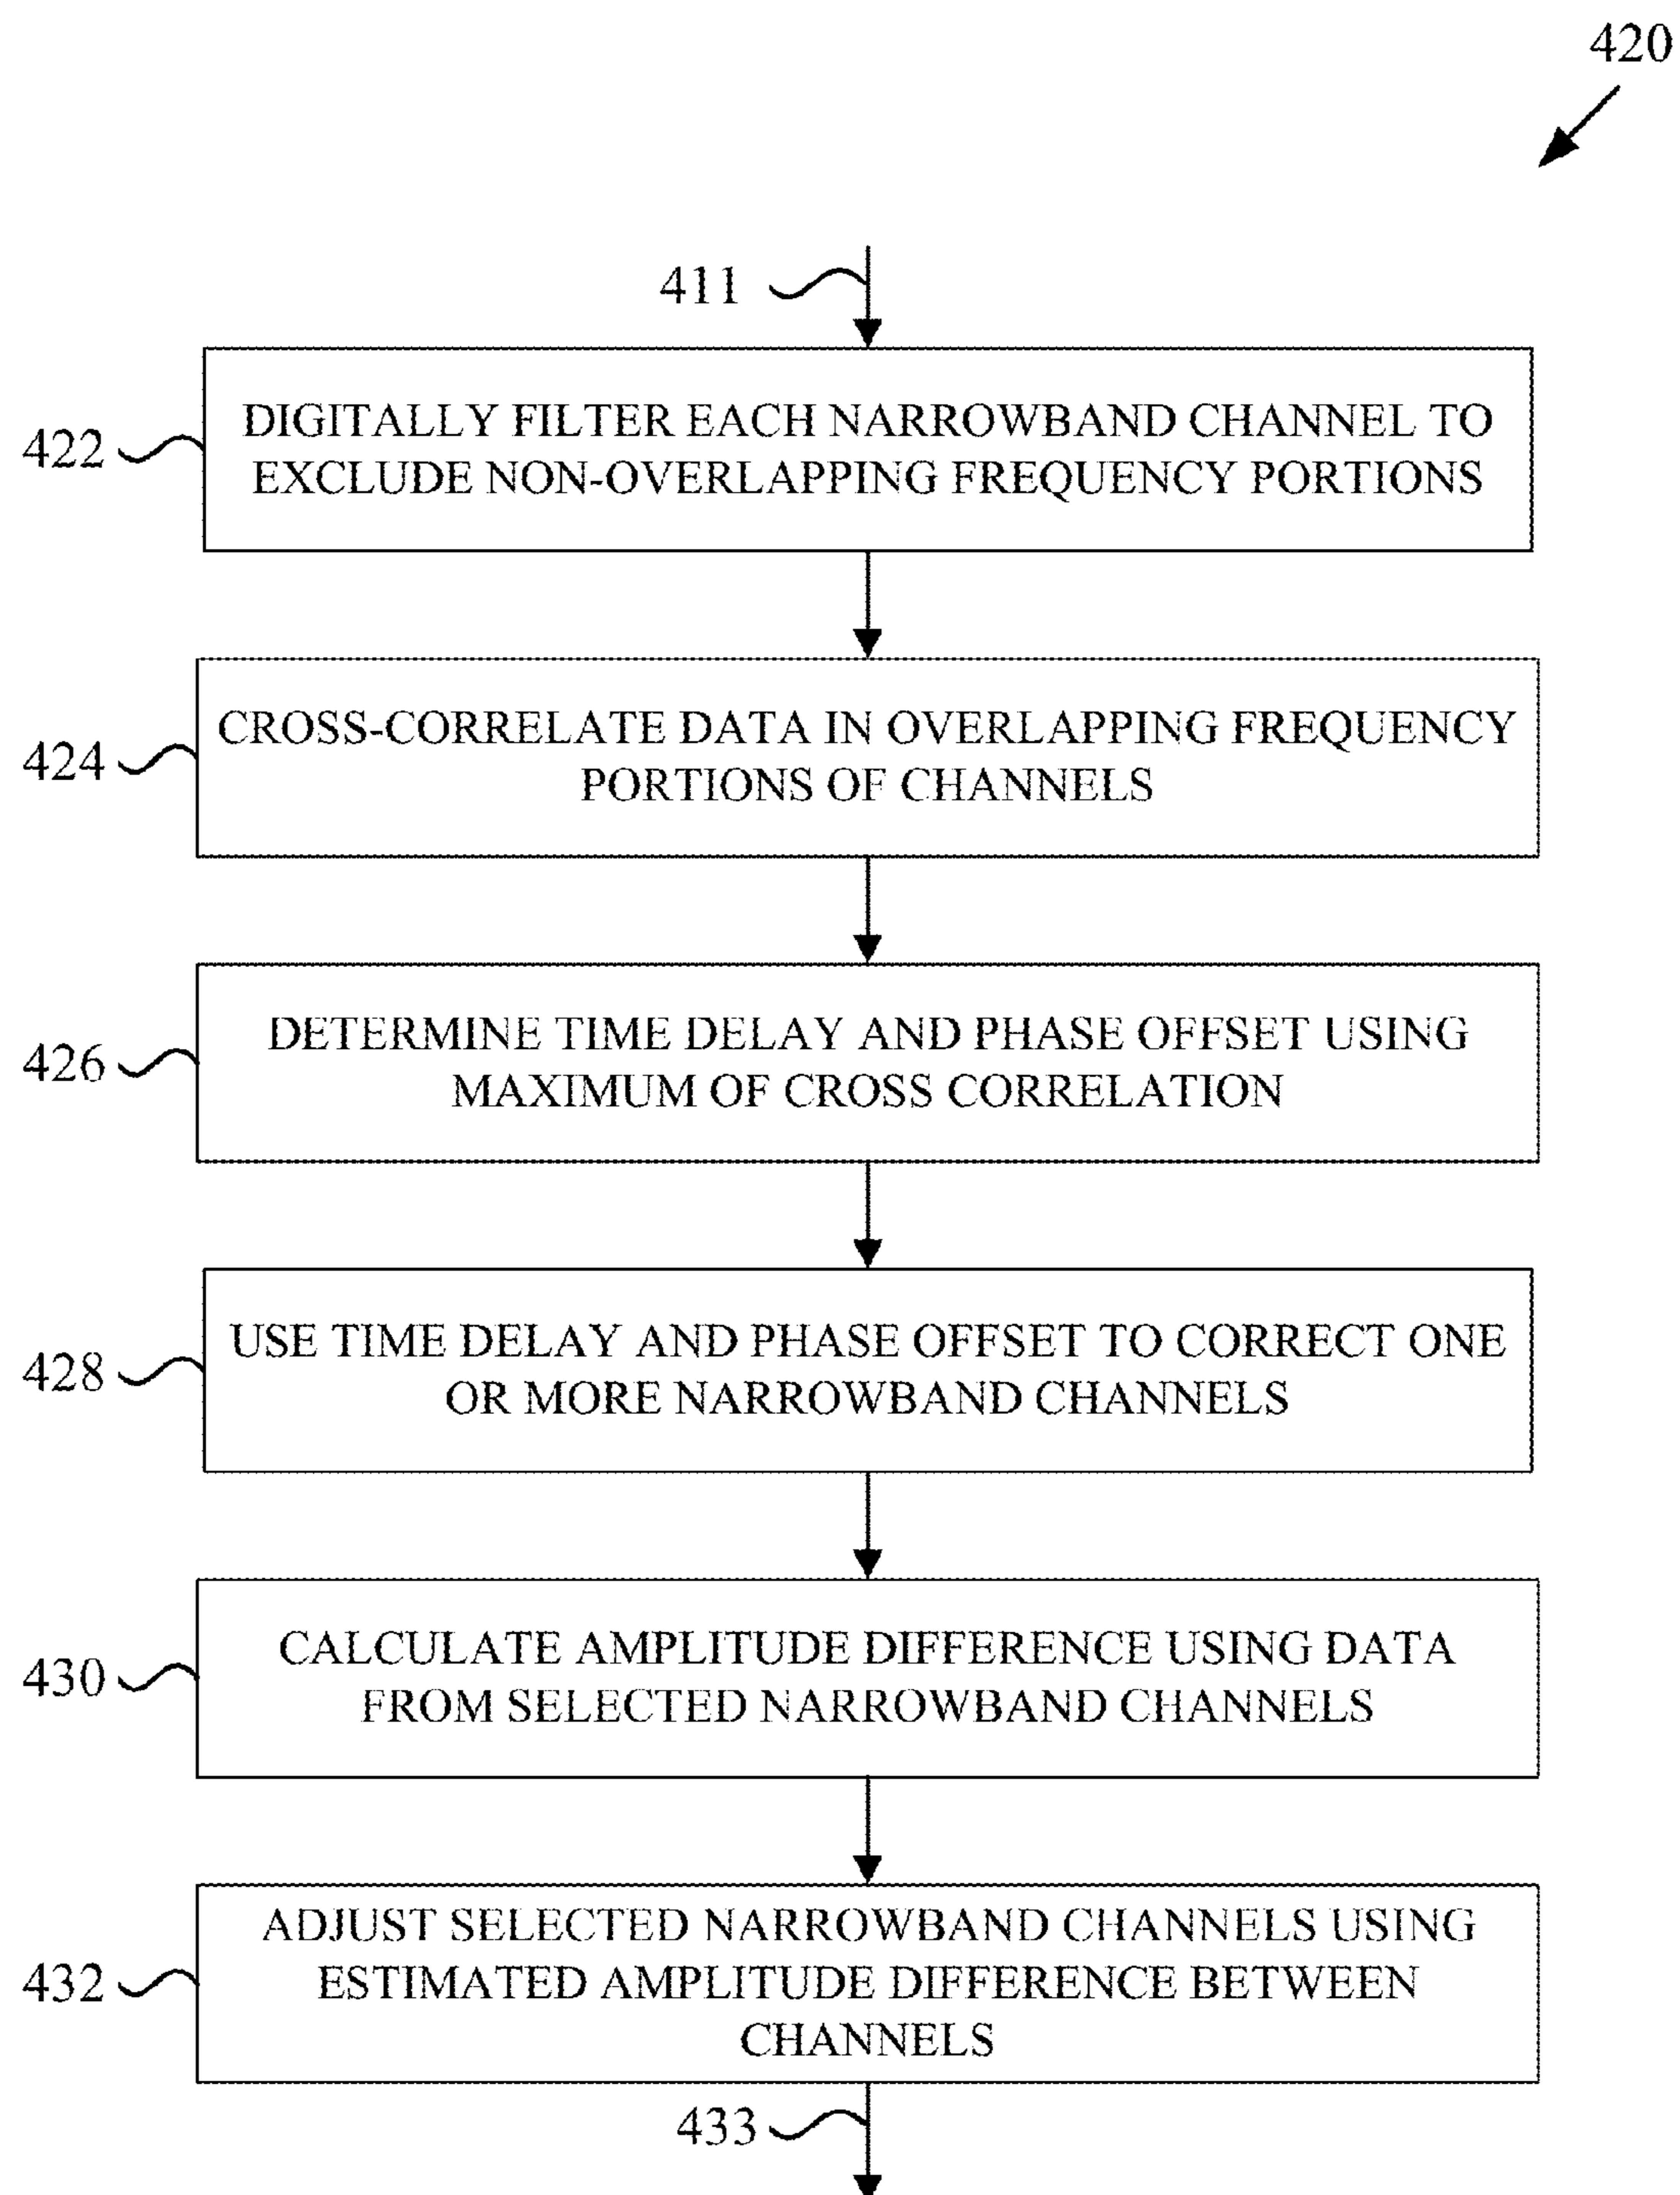 420
411
422
DIGITALLY FILTER EACH NARROWBAND CHANNEL TO
EXCLUDE NON-OVERLAPPING FREQUENCY PORTIONS
424
CROSS-CORRELATE DATA IN OVERLAPPING FREQUENCY
PORTIONS OF CHANNELS
426
DETERMINE TIME DELAY AND PHASE OFFSET USING
MAXIMUM OF CROSS CORRELATION
428
USE TIME DELAY AND PHASE OFFSET TO CORRECT ONE
OR MORE NARROWBAND CHANNELS
430
CALCULATE AMPLITUDE DIFFERENCE USING DATA
FROM SELECTED NARROWBAND CHANNELS
432
ADJUST SELECTED NARROWBAND CHANNELS USING
ESTIMATED AMPLITUDE DIFFERENCE BETWEEN
CHANNELS
433